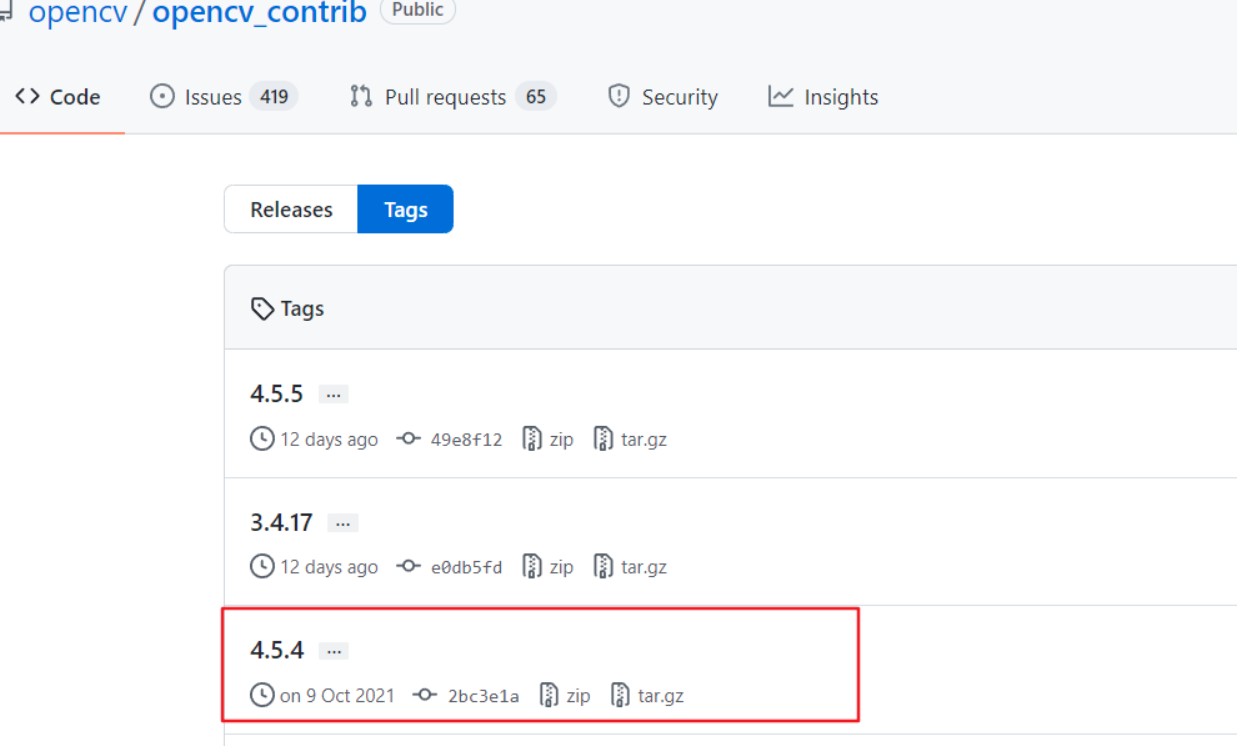 opencv / opencv_contrib Public
Code Issues 419 Pull requests 65 Security Insights
Releases Tags
Tags
4.5.5 ...
12 days ago 49e8f12 zip tar.gz
3.4.17 ...
12 days ago e0db5fd zip tar.gz
4.5.4 ...
on 9 Oct 2021 2bc3e1a zip tar.gz